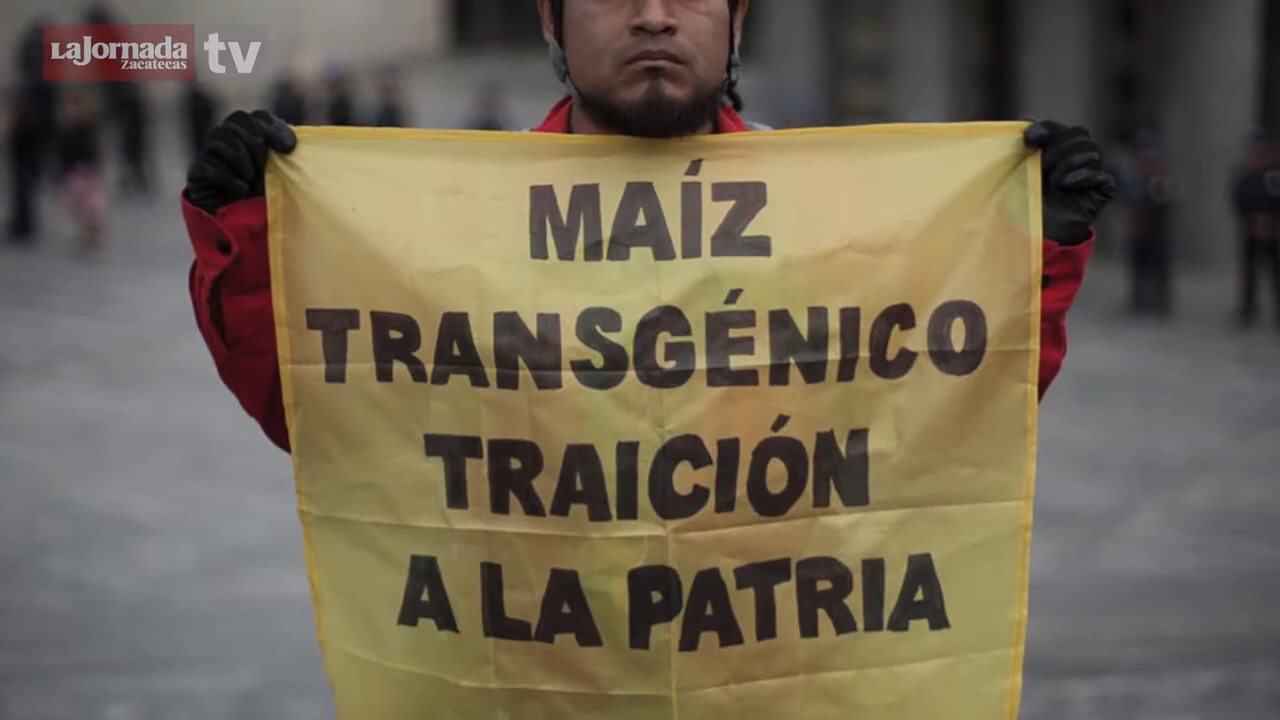 LaJornada
Zacatecas
tv
MAÍZ
TRANSGÉNICO
TRAICIÓN
A LA PATRIA